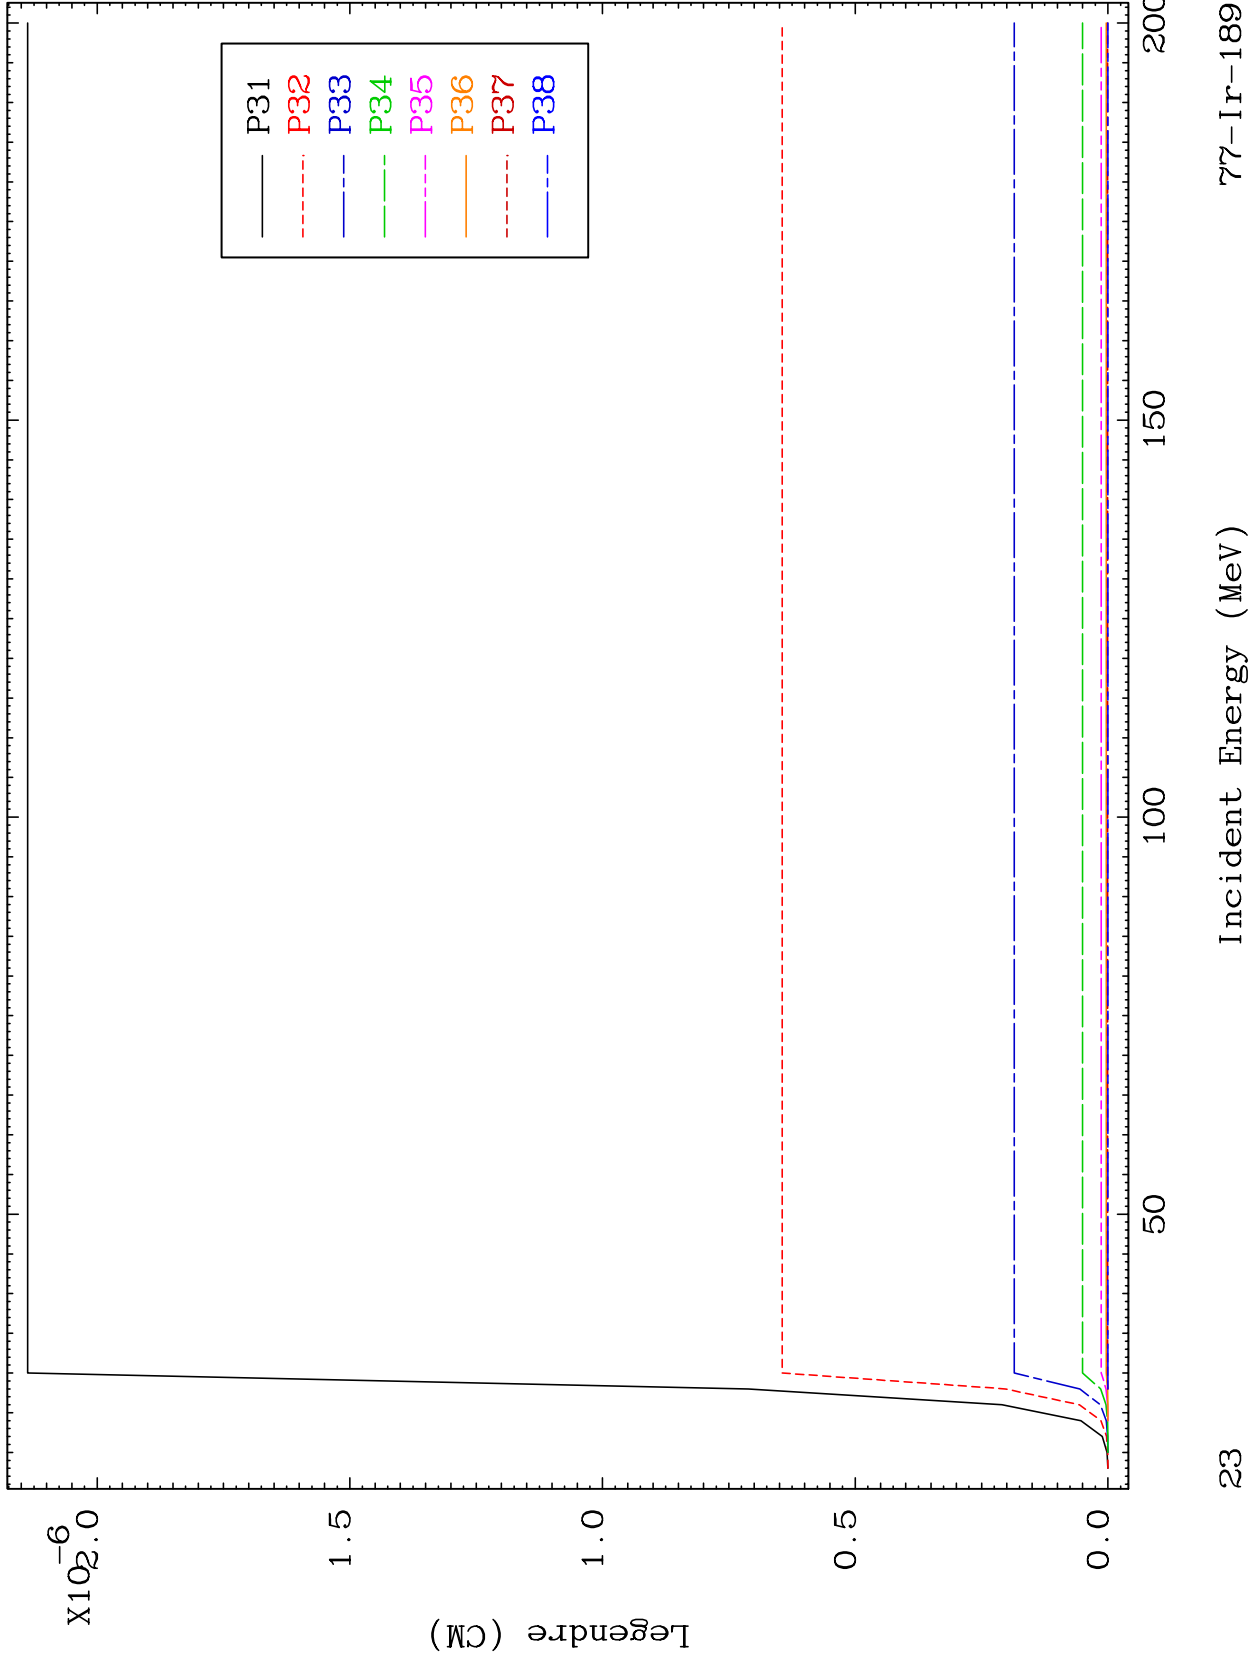 X10-6
2.0
1.5
1.0
0.5
0.0
Legendre (CM)
P31
P32
P33
P34
P35
P36
P37
P38
50
100
150
200
Incident Energy (MeV)
23
77-Ir-189